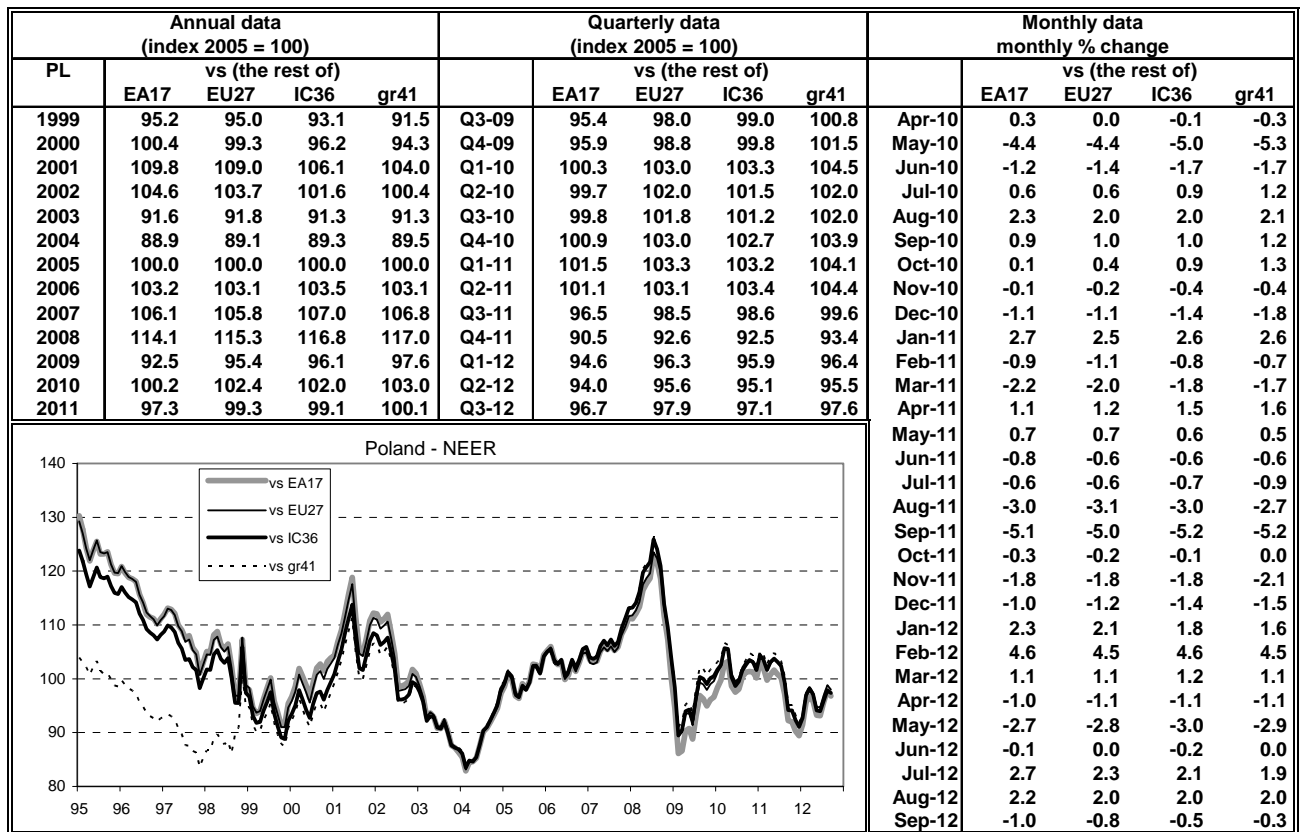 Annual data
(index 2005 = 100)
PL vs (the rest of)
EA17 EU27 IC36 gr41
1999 95.2 95.0 93.1 91.5
2000 100.4 99.3 96.2 94.3
2001 109.8 109.0 106.1 104.0
2002 104.6 103.7 101.6 100.4
2003 91.6 91.8 91.3 91.3
2004 88.9 89.1 89.3 89.5
2005 100.0 100.0 100.0 100.0
2006 103.2 103.1 103.5 103.1
2007 106.1 105.8 107.0 106.8
2008 114.1 115.3 116.8 117.0
2009 92.5 95.4 96.1 97.6
2010 100.2 102.4 102.0 103.0
2011 97.3 99.3 99.1 100.1
Quarterly data
(index 2005 = 100)
vs (the rest of)
EA17 EU27 IC36 gr41
Q3-09 95.4 98.0 99.0 100.8
Q4-09 95.9 98.8 99.8 101.5
Q1-10 100.3 103.0 103.3 104.5
Q2-10 99.7 102.0 101.5 102.0
Q3-10 99.8 101.8 101.2 102.0
Q4-10 100.9 103.0 102.7 103.9
Q1-11 101.5 103.3 103.2 104.1
Q2-11 101.1 103.1 103.4 104.4
Q3-11 96.5 98.5 98.6 99.6
Q4-11 90.5 92.6 92.5 93.4
Q1-12 94.6 96.3 95.9 96.4
Q2-12 94.0 95.6 95.1 95.5
Q3-12 96.7 97.9 97.1 97.6
Monthly data
monthly % change
vs (the rest of)
EA17 EU27 IC36 gr41
Apr-10 0.3 0.0 -0.1 -0.3
May-10 -4.4 -4.4 -5.0 -5.3
Jun-10 -1.2 -1.4 -1.7 -1.7
Jul-10 0.6 0.6 0.9 1.2
Aug-10 2.3 2.0 2.0 2.1
Sep-10 0.9 1.0 1.0 1.2
Oct-10 0.1 0.4 0.9 1.3
Nov-10 -0.1 -0.2 -0.4 -0.4
Dec-10 -1.1 -1.1 -1.4 -1.8
Jan-11 2.7 2.5 2.6 2.6
Feb-11 -0.9 -1.1 -0.8 -0.7
Mar-11 -2.2 -2.0 -1.8 -1.7
Apr-11 1.1 1.2 1.5 1.6
May-11 0.7 0.7 0.6 0.5
Jun-11 -0.8 -0.6 -0.6 -0.6
Jul-11 -0.6 -0.6 -0.7 -0.9
Aug-11 -3.0 -3.1 -3.0 -2.7
Sep-11 -5.1 -5.0 -5.2 -5.2
Oct-11 -0.3 -0.2 -0.1 0.0
Nov-11 -1.8 -1.8 -1.8 -2.1
Dec-11 -1.0 -1.2 -1.4 -1.5
Jan-12 2.3 2.1 1.8 1.6
Feb-12 4.6 4.5 4.6 4.5
Mar-12 1.1 1.1 1.2 1.1
Apr-12 -1.0 -1.1 -1.1 -1.1
May-12 -2.7 -2.8 -3.0 -2.9
Jun-12 -0.1 0.0 -0.2 0.0
Jul-12 2.7 2.3 2.1 1.9
Aug-12 2.2 2.0 2.0 2.0
Sep-12 -1.0 -0.8 -0.5 -0.3
Poland - NEER
vs EA17
vs EU27
vs IC36
vs gr41
140
130
120
110
100
90
80
95 96 97 98 99 00 01 02 03 04 05 06 07 08 09 10 11 12